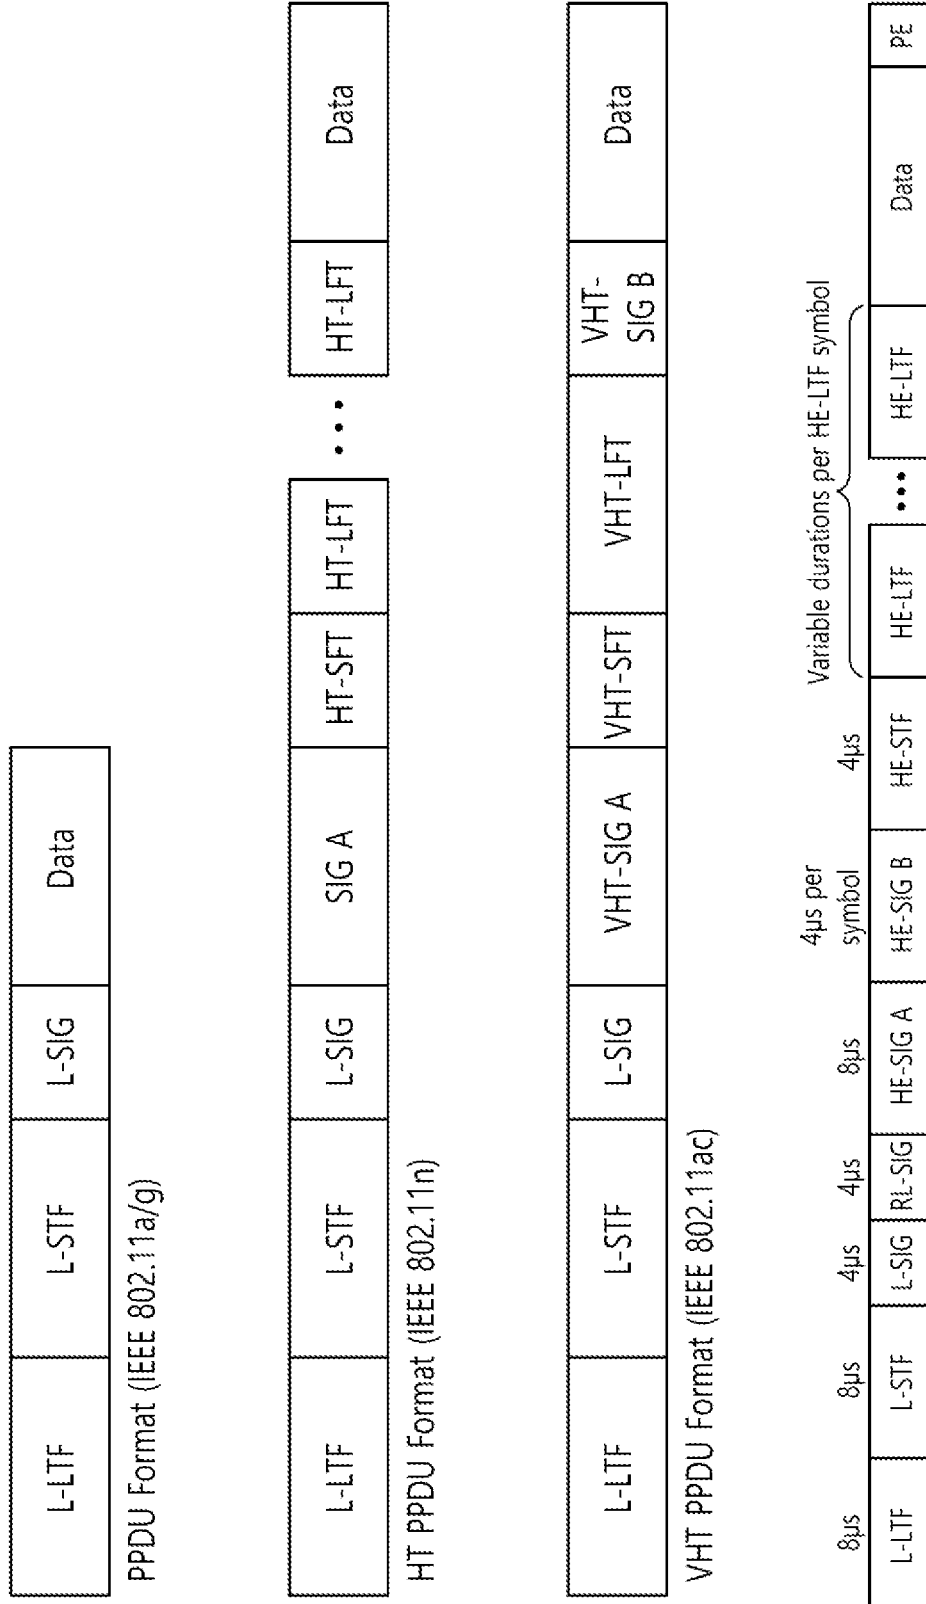 L-LTF
L-STF
L-SIG
Data
PPDU Format (IEEE 802.11a/g)
L-LTF
L-STF
L-SIG
SIG A
HT-SFT
HT-LFT
•••
HT-LFT
Data
HT PPDU Format (IEEE 802.11n)
L-LTF
L-STF
L-SIG
VHT-SIG A
VHT-SFT
VHT-LFT
VHT-
SIG B
Data
VHT PPDU Format (IEEE 802.11ac)
8µs
8µs
4µs
4µs
8µs
4µs per
symbol
4µs
Variable durations per HE-LTF symbol
L-LTF
L-STF
L-SIG
RL-SIG
HE-SIG A
HE-SIG B
HE-STF
HE-LTF
•••
HE-LTF
Data
PE